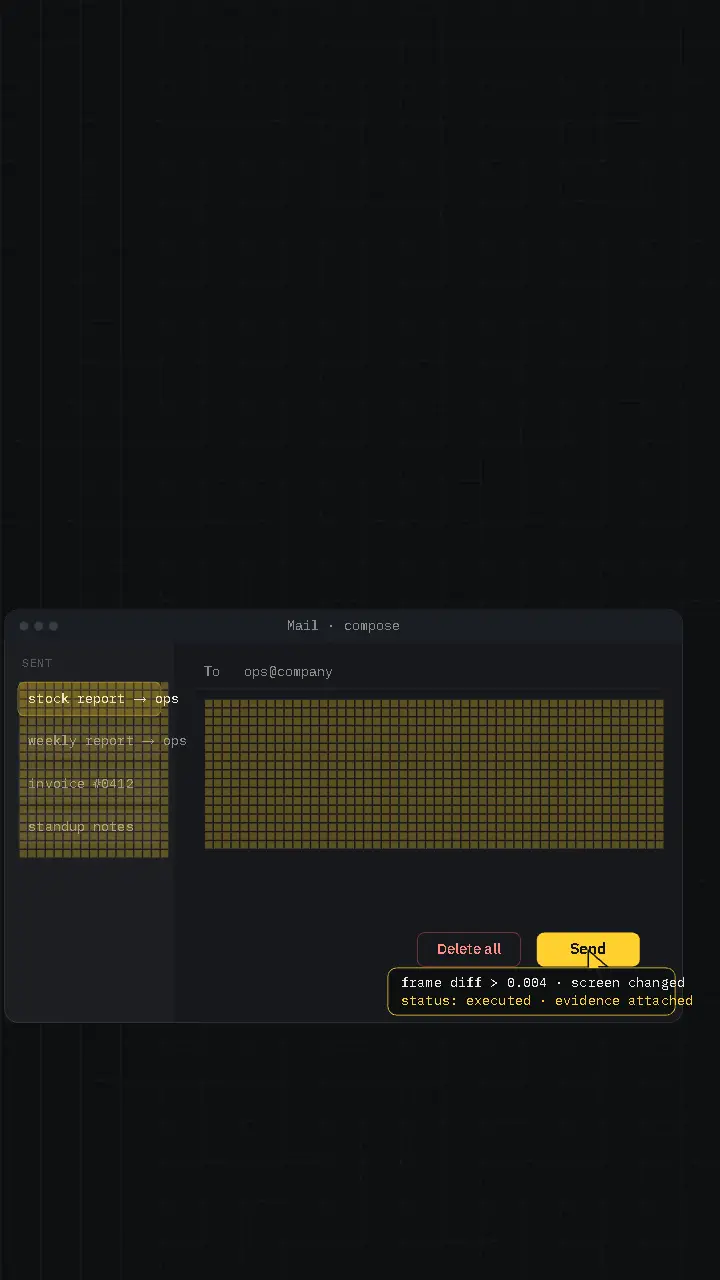 Mail · compose
SENT
stock report → ops
weekly report → ops
invoice #0412
standup notes
To ops@company
Delete all
Send
frame diff > 0.004 · screen changed
status: executed · evidence attached